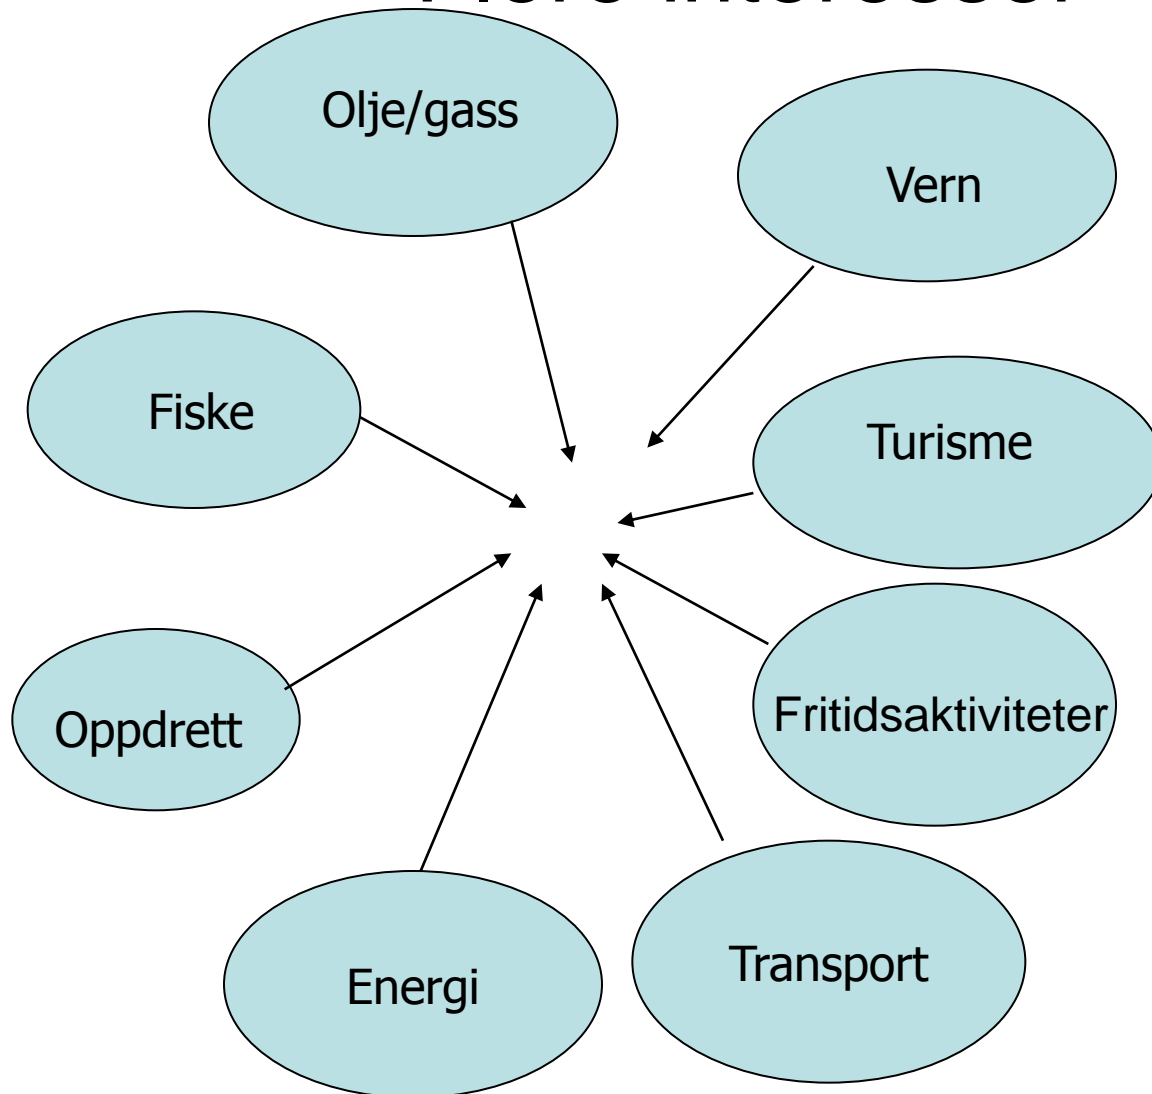 Olje/gass
Vern
Fiske
Turisme
Oppdrett
Fritidsaktiviteter
Energi
Transport